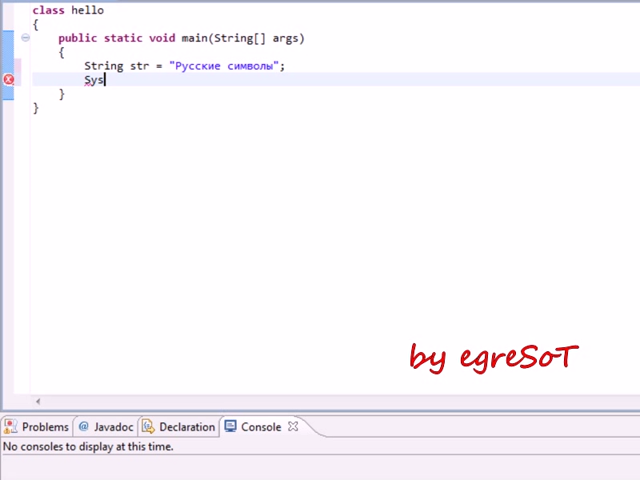 class hello
{
public static void main(String[] args)
{
String str = "Русские символы";
Sys
}
}
by egreSoT
Problems @ Javadoc Declaration Console
No consoles to display at this time.